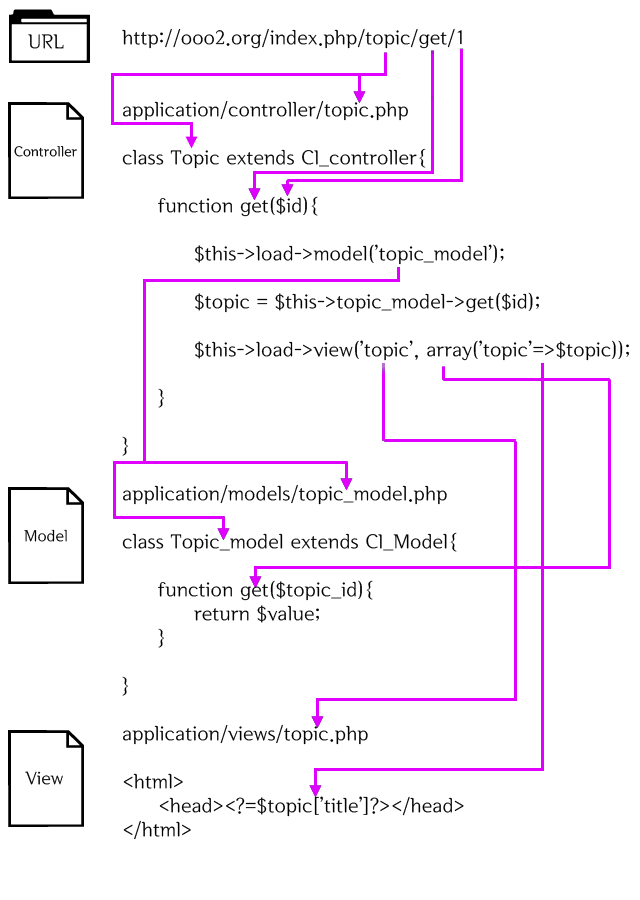 URL
http://ooo2.org/index.php/topic/get/1
application/controller/topic.php
Controller
class Topic extends CI_controller{
function get($id){
$this->load->model('topic_model');
$topic = $this->topic_model->get($id);
$this->load->view('topic', array('topic'=>$topic));
}
}
application/models/topic_model.php
Model
class Topic_model extends CI_Model{
function get($topic_id){
return $value;
}
}
application/views/topic.php
View
<html>
<head><?=$topic['title']?></head>
</html>